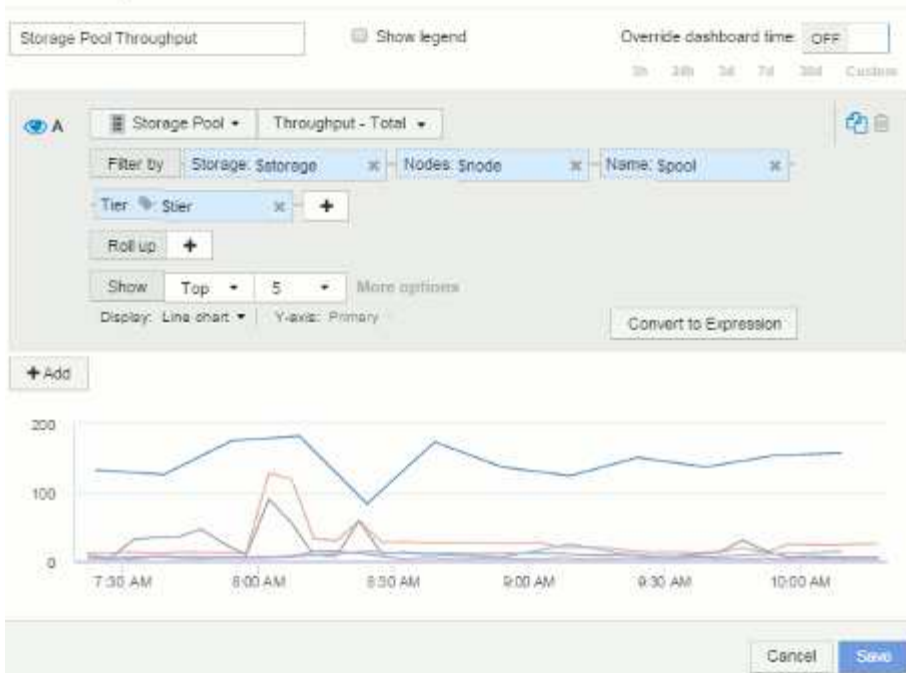 Storage Pool Throughput Show legend Override dashboard time: OFF
3h 24h 3d 7d 30d Custom
A Storage Pool Throughput - Total
Filter by Storage: $storage Nodes: $node Name: $pool
Tier $tier +
Roll up +
Show Top 5 More options
Display: Line chart Y-axis: Primary Convert to Expression
+ Add
200
100
0
7:30 AM 8:00 AM 8:30 AM 9:00 AM 9:30 AM 10:00 AM
Cancel Save